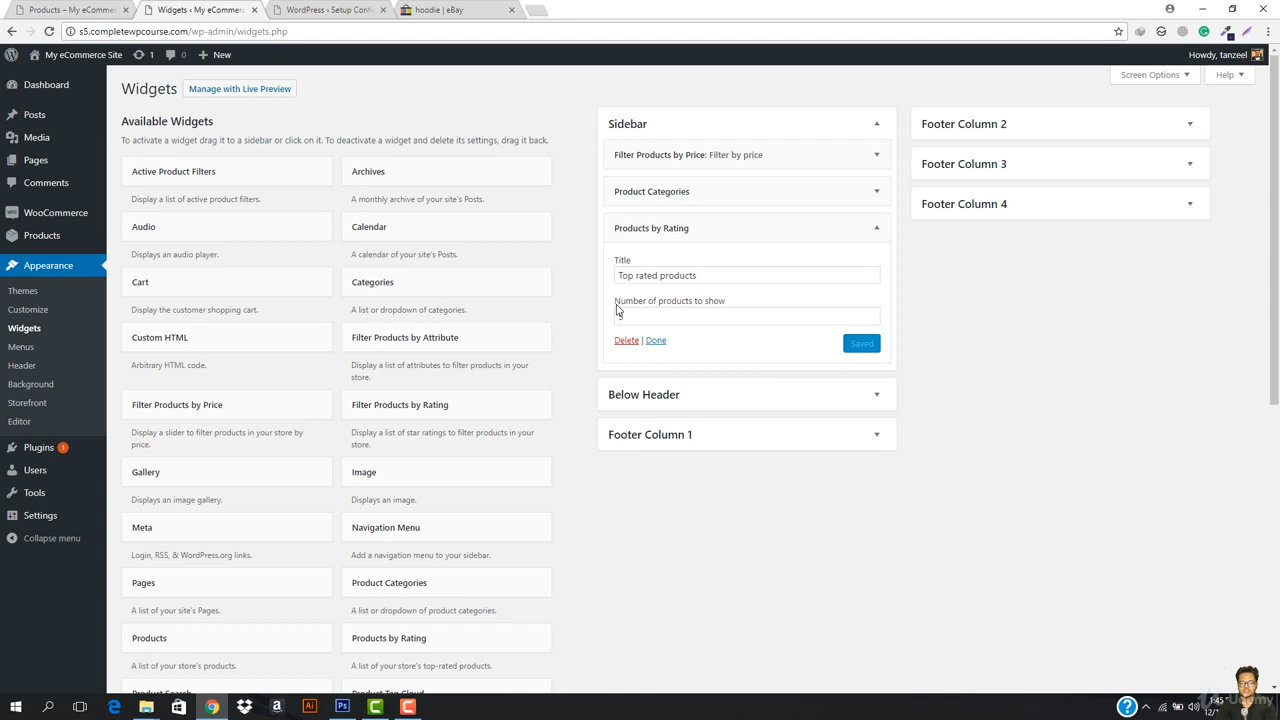 Products – My eCommer
Widgets ‹ My eCommerc
WordPress › Setup Confi
hoodie | eBay
s5.completewpcourse.com/wp-admin/widgets.php
My eCommerce Site
1
0
New
Howdy, tanzeel
Dashboard
Posts
Media
Pages
Comments
WooCommerce
Products
Appearance
Themes
Customize
Widgets
Menus
Header
Background
Storefront
Editor
Plugins 1
Users
Tools
Settings
Collapse menu
Screen Options
Help
Widgets
Manage with Live Preview
Available Widgets
To activate a widget drag it to a sidebar or click on it. To deactivate a widget and delete its settings, drag it back.
Active Product Filters
Display a list of active product filters.
Archives
A monthly archive of your site's Posts.
Audio
Displays an audio player.
Calendar
A calendar of your site's Posts.
Cart
Display the customer shopping cart.
Categories
A list or dropdown of categories.
Custom HTML
Arbitrary HTML code.
Filter Products by Attribute
Display a list of attributes to filter products in your
store.
Filter Products by Price
Display a slider to filter products in your store by
price.
Filter Products by Rating
Display a list of star ratings to filter products in your
store.
Gallery
Displays an image gallery.
Image
Displays an image.
Meta
Login, RSS, & WordPress.org links.
Navigation Menu
Add a navigation menu to your sidebar.
Pages
A list of your site's Pages.
Product Categories
A list or dropdown of product categories.
Products
A list of your store's products.
Products by Rating
A list of your store's top-rated products.
Product Search
Product Tag Cloud
Sidebar
Filter Products by Price: Filter by price
Product Categories
Products by Rating
Title
Top rated products
Number of products to show
Delete | Done
Saved
Below Header
Footer Column 1
Footer Column 2
Footer Column 3
Footer Column 4
Udemy